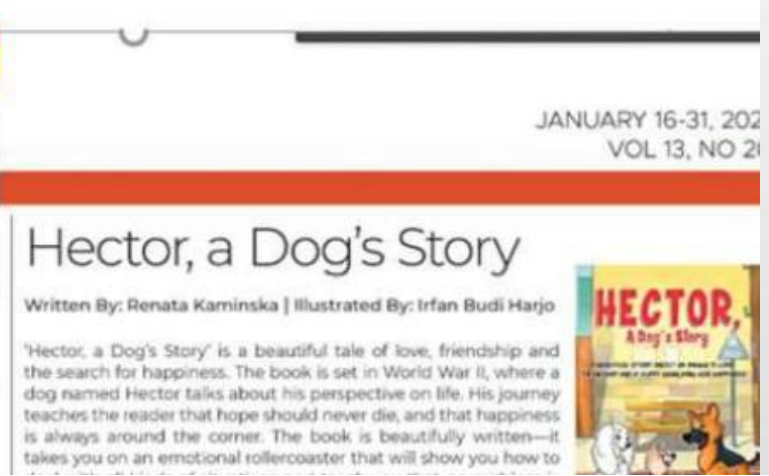 JANUARY 16-31, 202
VOL 13, NO 2
Hector, a Dog's Story
Written By: Renata Kaminska | Illustrated By: Irfan Budi Harjo
'Hector, a Dog's Story' is a beautiful tale of love, friendship and
the search for happiness. The book is set in World War II, where a
dog named Hector talks about his perspective on life. His journey
teaches the reader that hope should never die, and that happiness
is always around the corner. The book is beautifully written—it
takes you on an emotional rollercoaster that will show you how to
HECTOR,
A Dog's Story